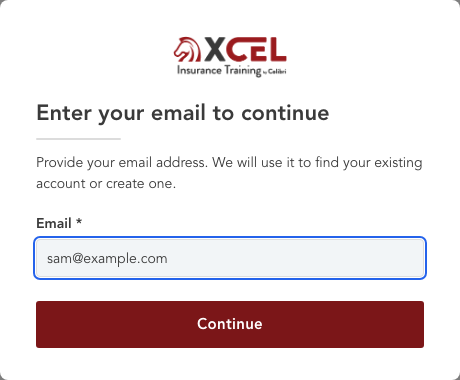 XCEL
Insurance Training by Colibri
Enter your email to continue
Provide your email address. We will use it to find your existing
account or create one.
Email *
sam@example.com
Continue